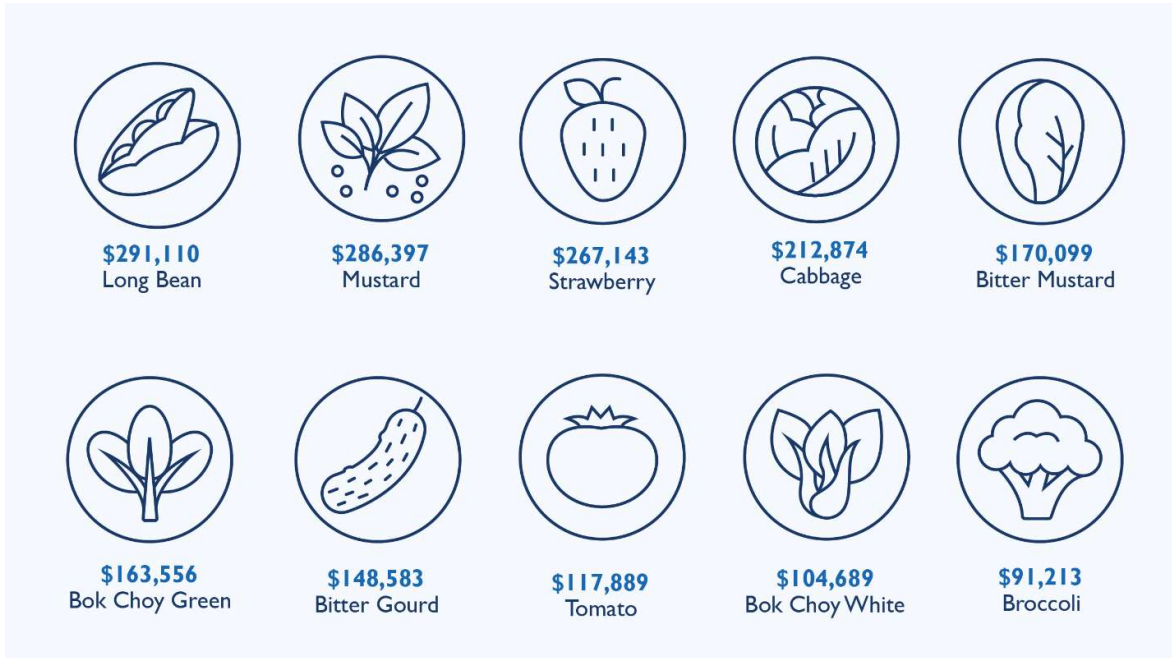 $291,110
Long Bean
$286,397
Mustard
$267,143
Strawberry
$212,874
Cabbage
$170,099
Bitter Mustard
$163,556
Bok Choy Green
$148,583
Bitter Gourd
$117,889
Tomato
$104,689
Bok Choy White
$91,213
Broccoli